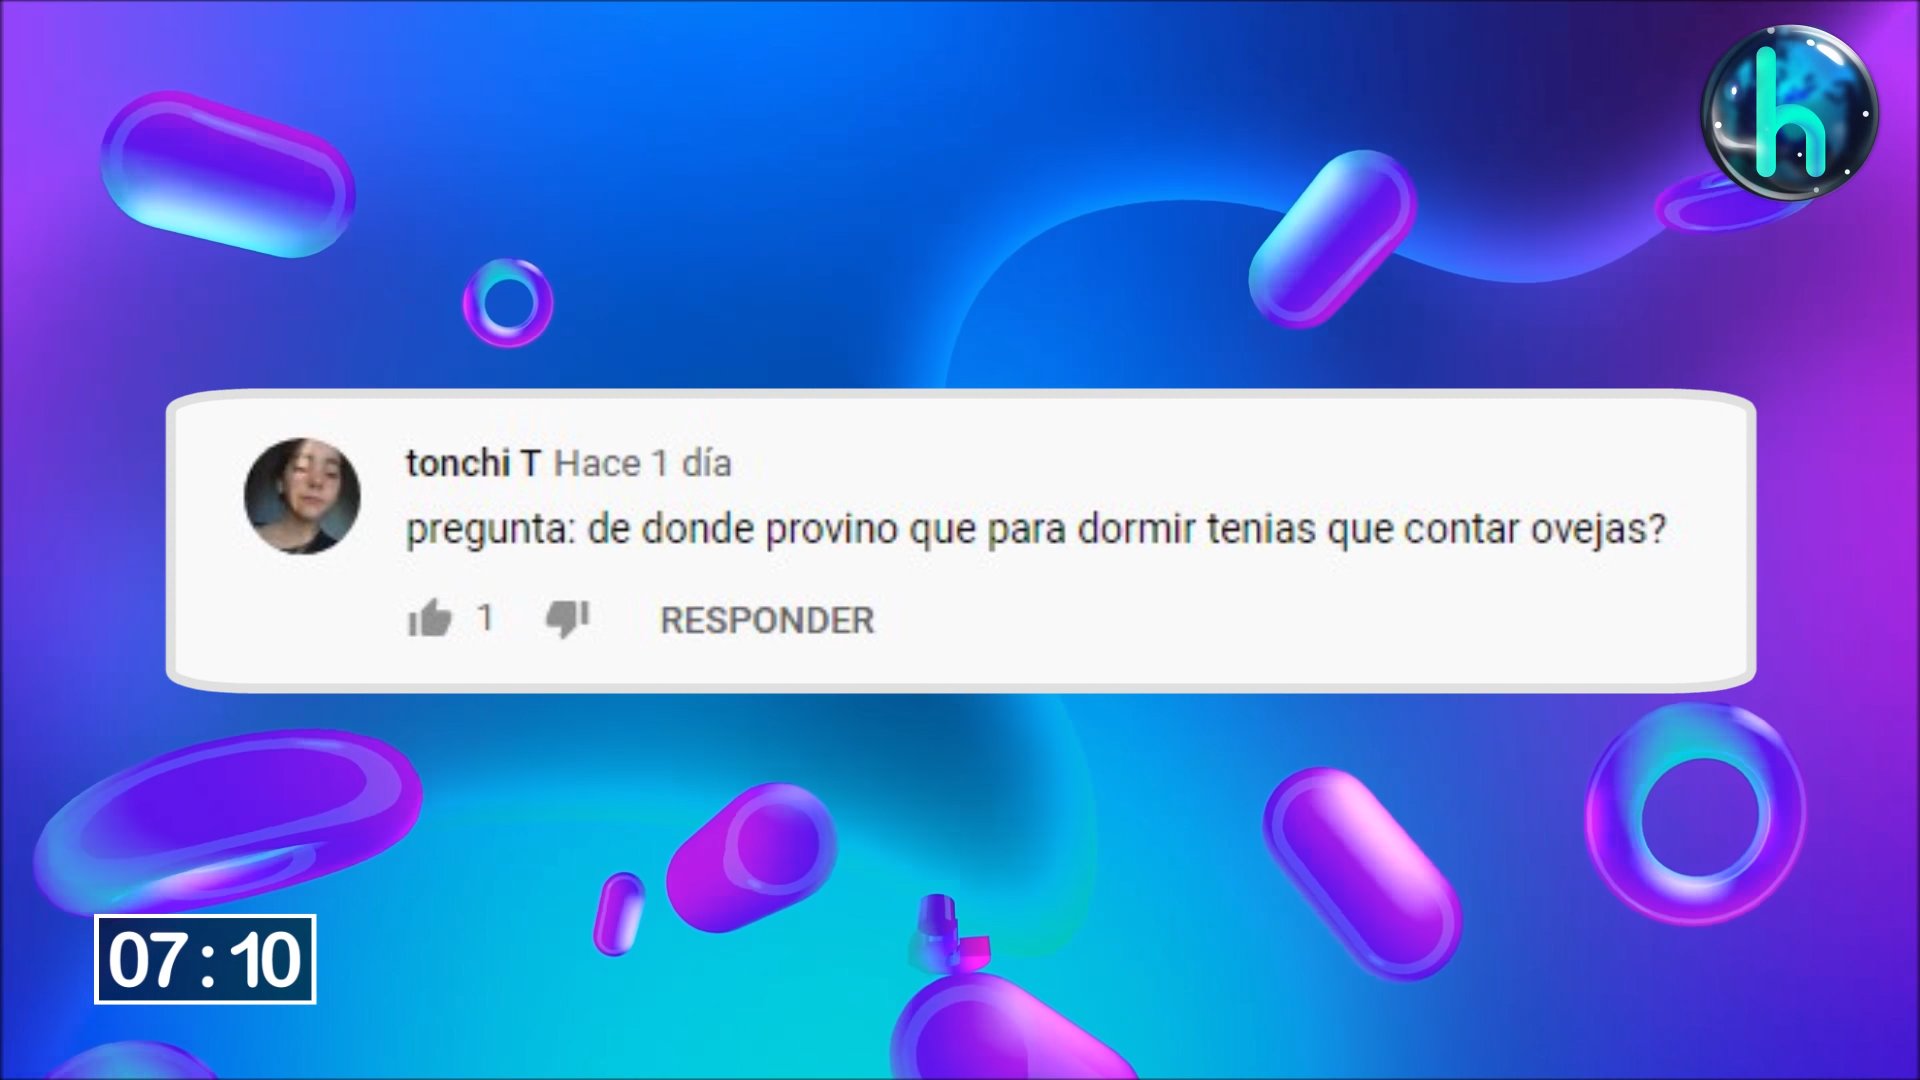 h
tonchi T Hace 1 día
pregunta: de donde provino que para dormir tenias que contar ovejas?
1 RESPONDER
07:10